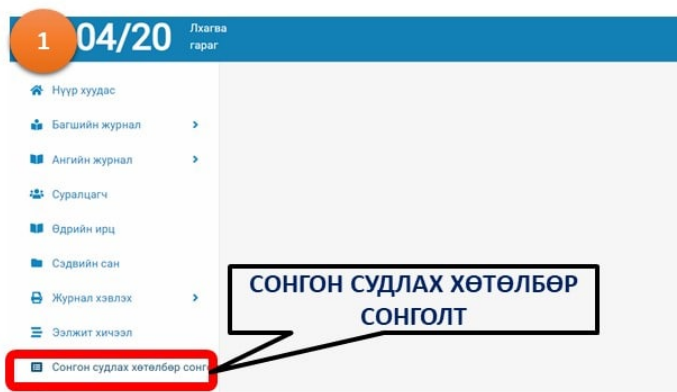 1
04/20
Лхагва
гараг
Нүүр хуудас
Багшийн журнал
Ангийн журнал
Суралцагч
Өдрийн ирц
Сэдвийн сан
Журнал хэвлэх
Ээлжит хичээл
Сонгон судлах хөтөлбөр
СОНГОН СУДЛАХ ХӨТӨЛБӨР
СОНГОЛТ